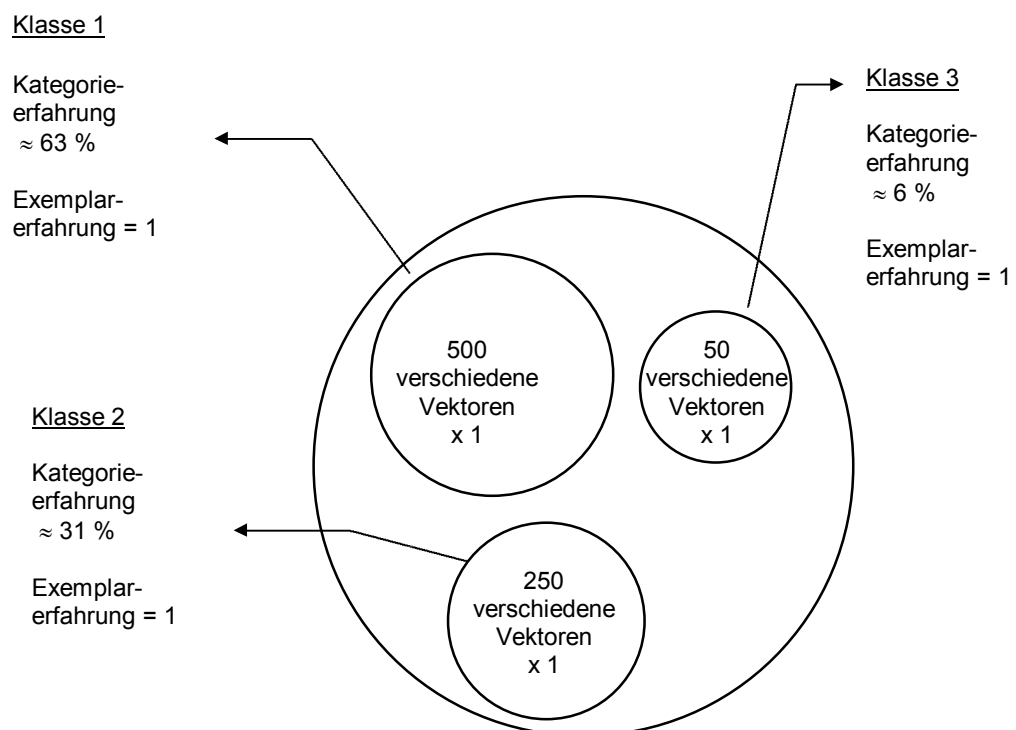 Klasse 1
Kategorie-
erfahrung
≈ 63 %
Exemplar-
erfahrung = 1
Klasse 3
Kategorie-
erfahrung
≈ 6 %
Exemplar-
erfahrung = 1
500
verschiedene
Vektoren
x 1
50
verschiedene
Vektoren
x 1
Klasse 2
Kategorie-
erfahrung
≈ 31 %
Exemplar-
erfahrung = 1
250
verschiedene
Vektoren
x 1